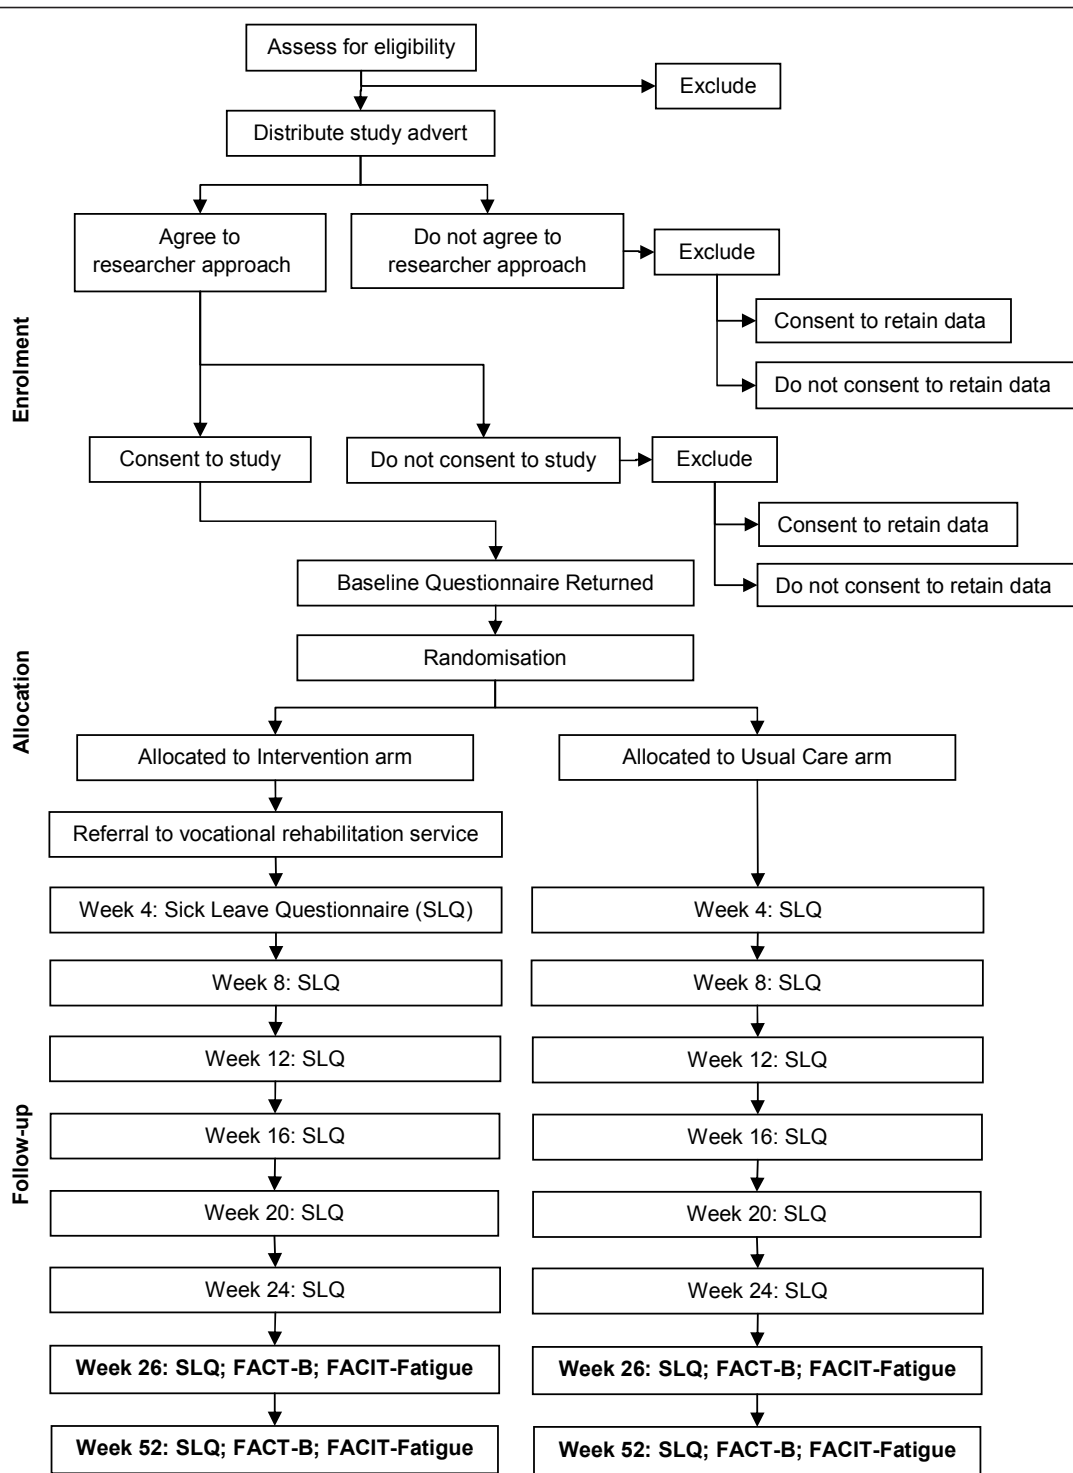 Assess for eligibility
Exclude
Distribute study advert
Agree to
researcher approach
Do not agree to
researcher approach
Exclude
Consent to retain data
Do not consent to retain data
Enrolment
Consent to study
Do not consent to study
Exclude
Consent to retain data
Do not consent to retain data
Baseline Questionnaire Returned
Randomisation
Allocation
Allocated to Intervention arm
Allocated to Usual Care arm
Referral to vocational rehabilitation service
Week 4: Sick Leave Questionnaire (SLQ)
Week 4: SLQ
Week 8: SLQ
Week 8: SLQ
Week 12: SLQ
Week 12: SLQ
Follow-up
Week 16: SLQ
Week 16: SLQ
Week 20: SLQ
Week 20: SLQ
Week 24: SLQ
Week 24: SLQ
Week 26: SLQ; FACT-B; FACIT-Fatigue
Week 26: SLQ; FACT-B; FACIT-Fatigue
Week 52: SLQ; FACT-B; FACIT-Fatigue
Week 52: SLQ; FACT-B; FACIT-Fatigue